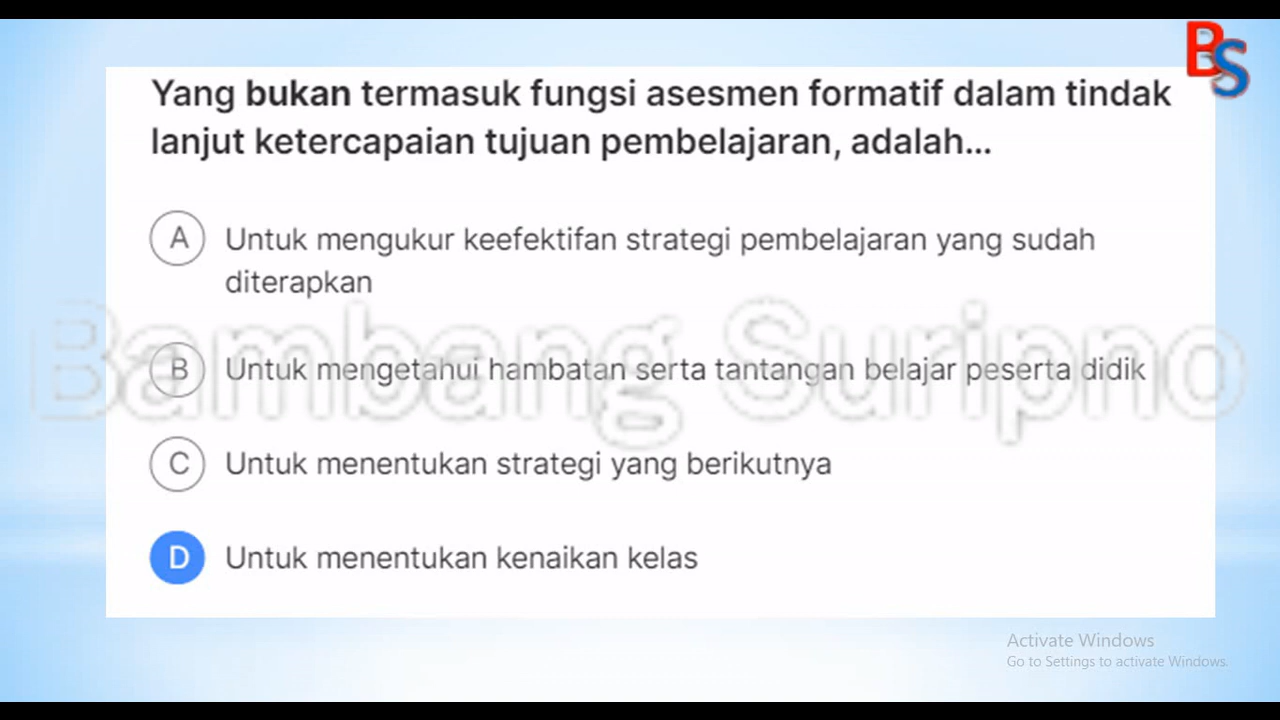 BS
Yang bukan termasuk fungsi asesmen formatif dalam tindak
lanjut ketercapaian tujuan pembelajaran, adalah...
A Untuk mengukur keefektifan strategi pembelajaran yang sudah
diterapkan
Bambang Suripno
B Untuk mengetahui hambatan serta tantangan belajar peserta didik
C Untuk menentukan strategi yang berikutnya
D Untuk menentukan kenaikan kelas
Activate Windows
Go to Settings to activate Windows.